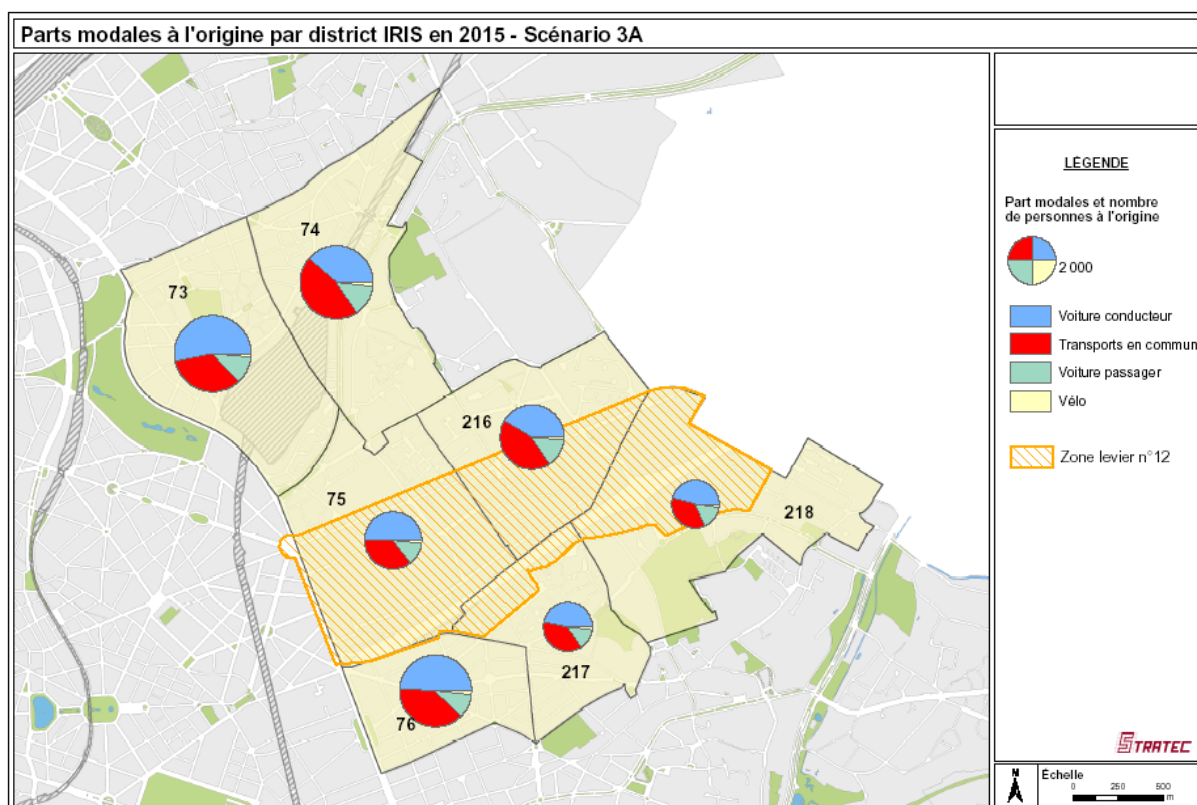 Parts modales à l'origine par district IRIS en 2015 - Scénario 3A
74
73
216
75
218
217
76
LÉGENDE
Part modales et nombre
de personnes à l'origine
2 000
Voiture conducteur
Transports en commun
Voiture passager
Vélo
Zone levier n°12
STRATEC
N
Échelle
0 250 500
m